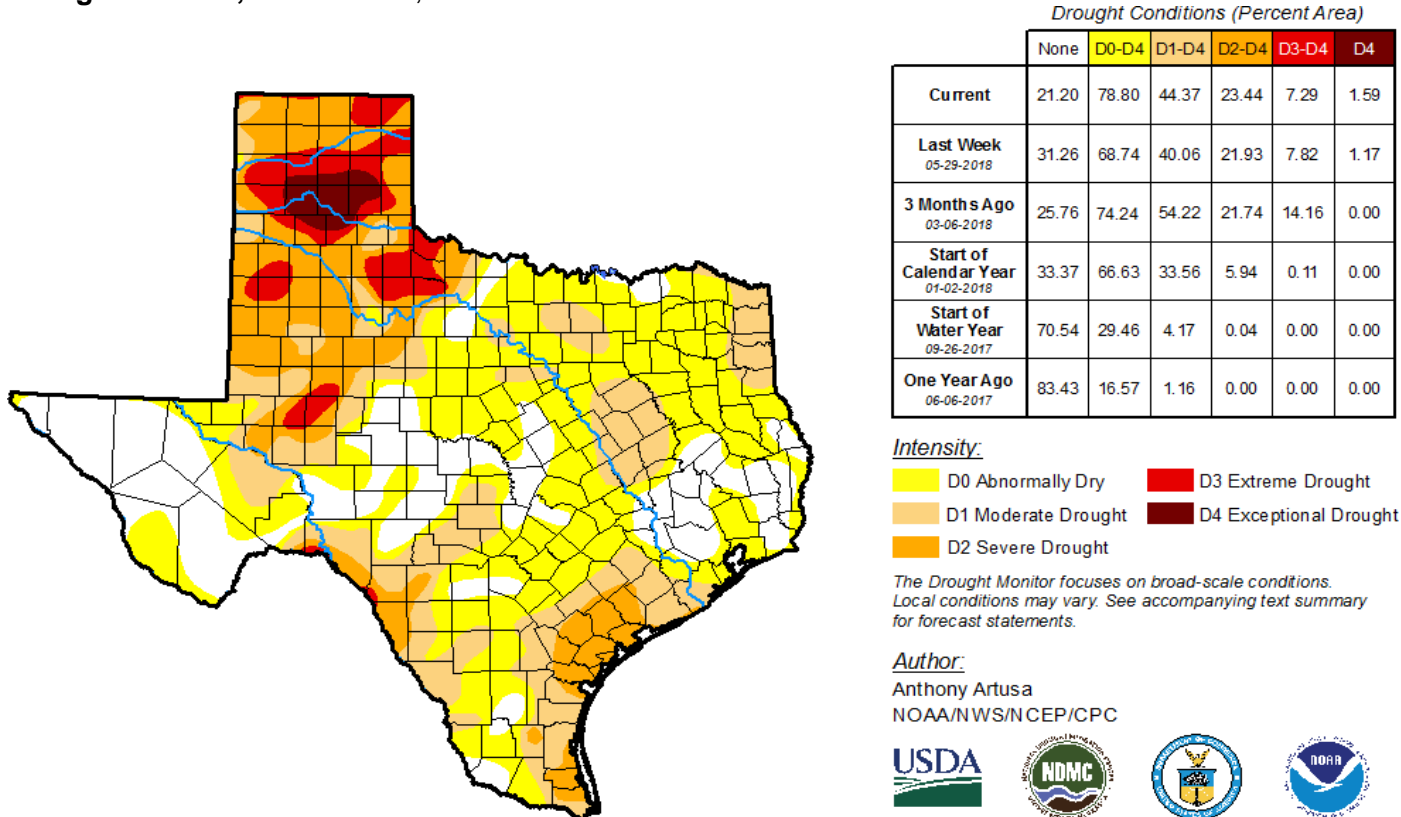 Drought Conditions (Percent Area)
None D0-D4 D1-D4 D2-D4 D3-D4 D4
Current 21.20 78.80 44.37 23.44 7.29 1.59
Last Week
05-29-2018 31.26 68.74 40.06 21.93 7.82 1.17
3 Months Ago
03-06-2018 25.76 74.24 54.22 21.74 14.16 0.00
Start of
Calendar Year
01-02-2018 33.37 66.63 33.56 5.94 0.11 0.00
Start of
Water Year
09-26-2017 70.54 29.46 4.17 0.04 0.00 0.00
One Year Ago
06-06-2017 83.43 16.57 1.16 0.00 0.00 0.00
Intensity:
D0 Abnormally Dry
D3 Extreme Drought
D1 Moderate Drought
D4 Exceptional Drought
D2 Severe Drought
The Drought Monitor focuses on broad-scale conditions.
Local conditions may vary. See accompanying text summary
for forecast statements.
Author:
Anthony Artusa
NOAA/NWS/NCEP/CPC
USDA
NDMC
NOAA